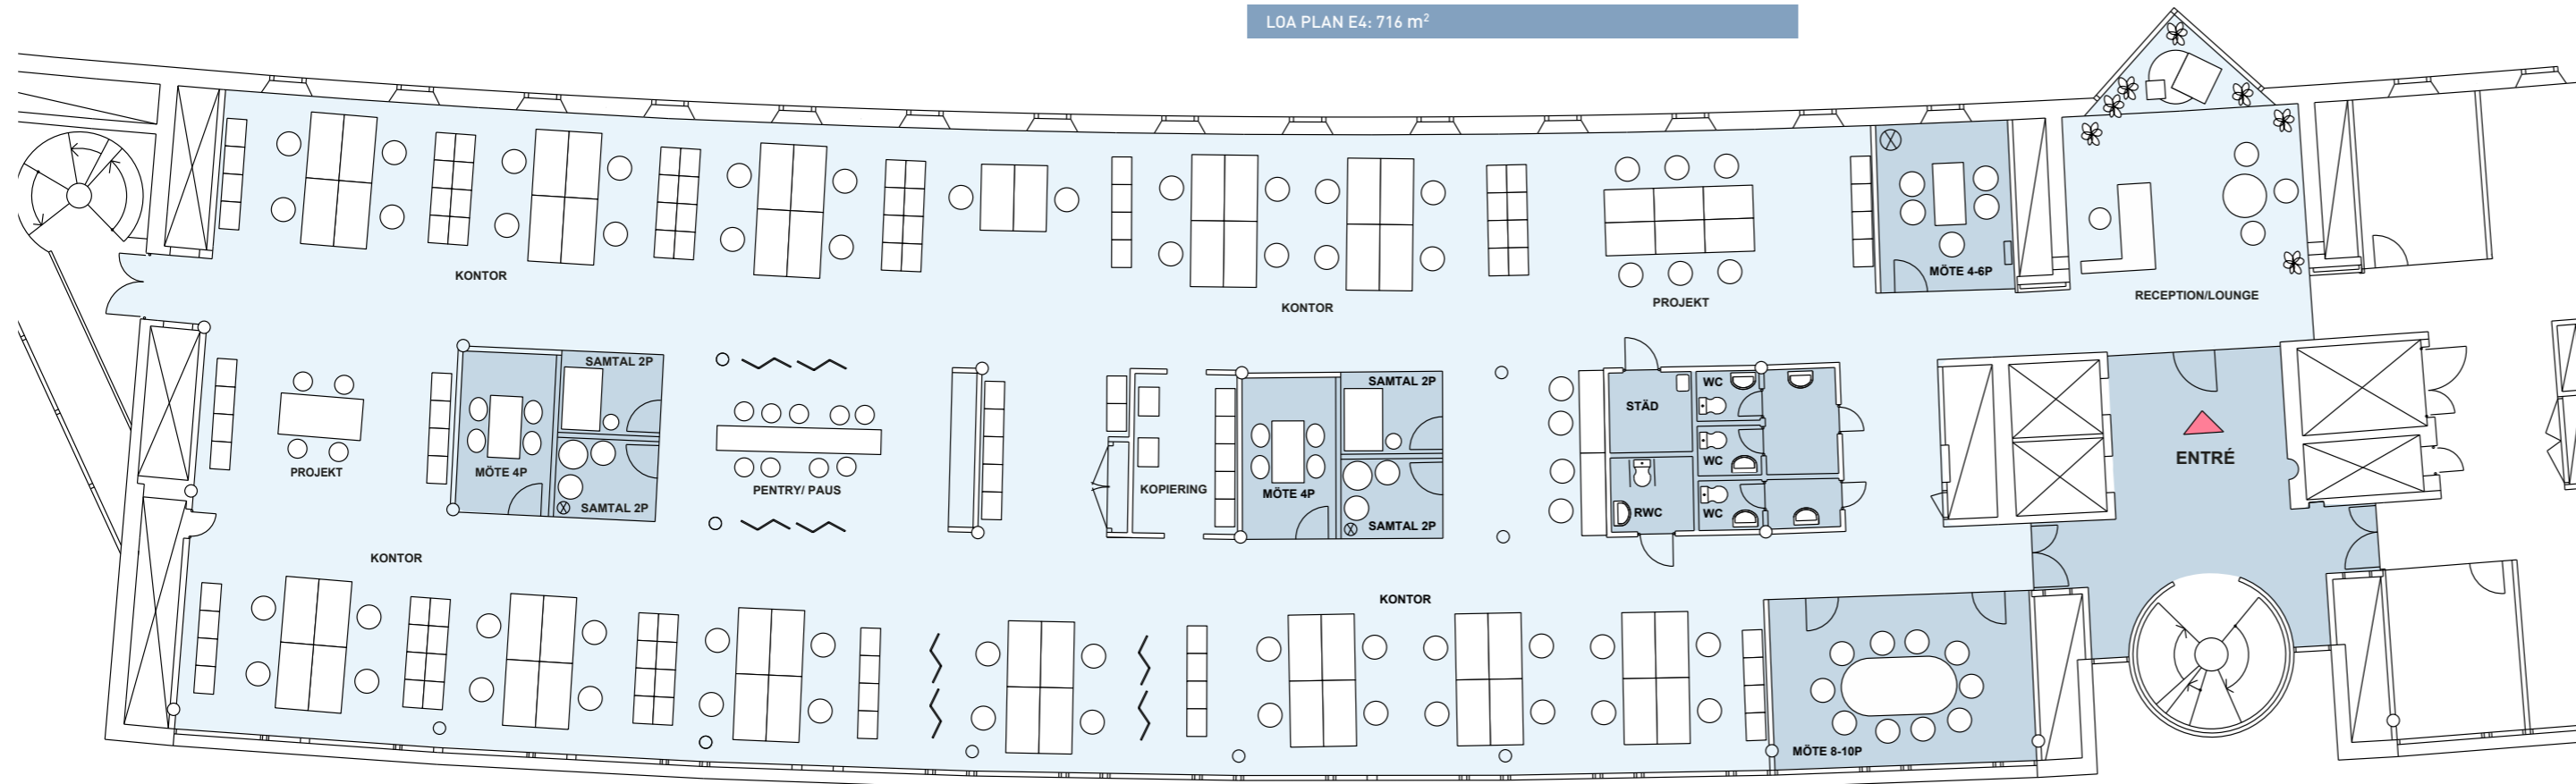 LOA PLAN E4: 716 m²
KONTOR
KONTOR
PROJEKT
MÖTE 4-6P
RECEPTION/LOUNGE
PROJEKT
MÖTE 4P
SAMTAL 2P
SAMTAL 2P
PENTRY/ PAUS
KOPIERING
MÖTE 4P
SAMTAL 2P
SAMTAL 2P
STÄD
WC
WC
RWC
WC
ENTRÉ
KONTOR
KONTOR
MÖTE 8-10P